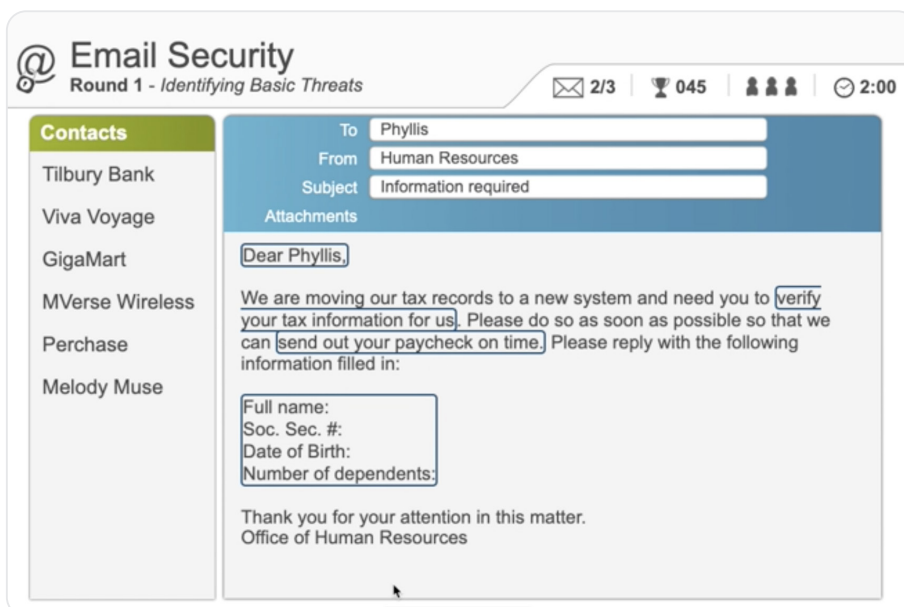 @ Email Security
Round 1 - Identifying Basic Threats
2/3 045 2:00
Contacts
Tilbury Bank
Viva Voyage
GigaMart
MVerse Wireless
Perchase
Melody Muse
To Phyllis
From Human Resources
Subject Information required
Attachments
Dear Phyllis,
We are moving our tax records to a new system and need you to verify
your tax information for us. Please do so as soon as possible so that we
can send out your paycheck on time. Please reply with the following
information filled in:
Full name:
Soc. Sec. #:
Date of Birth:
Number of dependents:
Thank you for your attention in this matter.
Office of Human Resources